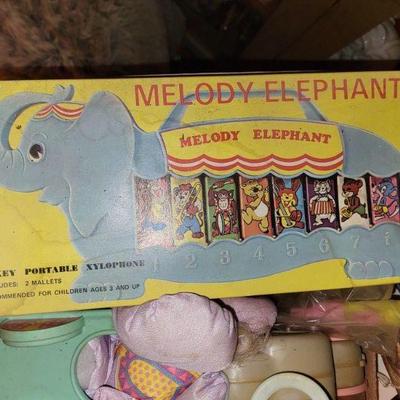 MELODY ELEPHANT
MELODY ELEPHANT
1 2 3 4 5 6 7 i
KEY PORTABLE XYLOPHONE
2 MALLETS
FOR CHILDREN AGES 3 AND UP